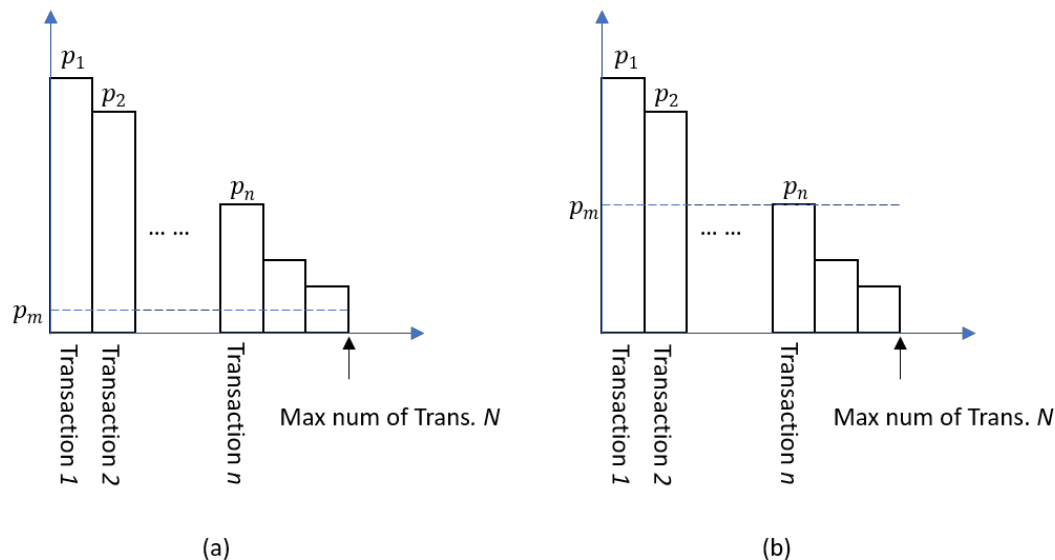 p₁
p₂
... ...
pₙ
pₘ
Transaction 1
Transaction 2
Transaction n
Max num of Trans. N
(a)
p₁
p₂
... ...
pₙ
pₘ
Transaction 1
Transaction 2
Transaction n
Max num of Trans. N
(b)